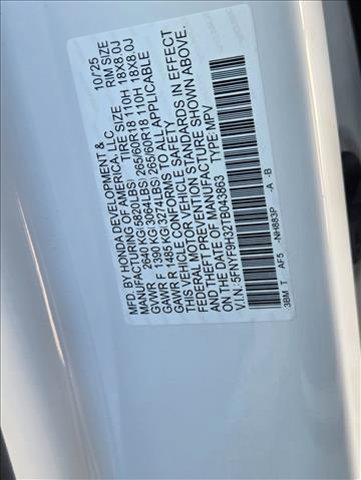 MFD. BY HONDA DEVELOPMENT & 10/25
MANUFACTURING OF AMERICA, LLC
TIRE SIZE RIM SIZE
GVWR 2640 KG(5820LBS)
GAWR F 1390 KG(3064LBS) 265/60R18 110H 18X8.0J
GAWR R 1485 KG(3274LBS) 265/60R18 110H 18X8.0J
THIS VEHICLE CONFORMS TO ALL APPLICABLE
FEDERAL MOTOR VEHICLE SAFETY
AND THEFT PREVENTION STANDARDS IN EFFECT
ON THE DATE OF MANUFACTURE SHOWN ABOVE.
V.I.N: 5FNYF9H327B043863 TYPE: MPV
3BM T AF5 -NH883P -A -B